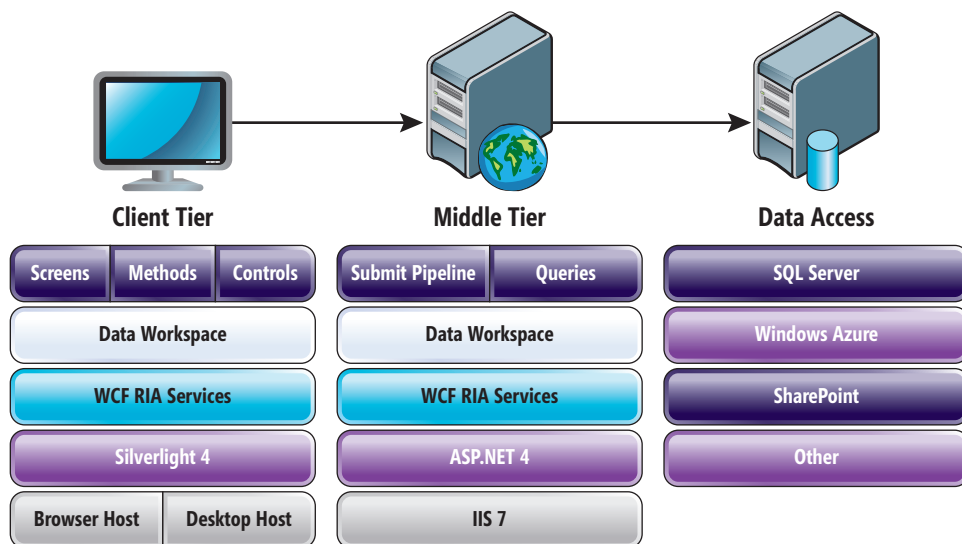 Client Tier
Middle Tier
Data Access
Screens
Methods
Controls
Data Workspace
WCF RIA Services
Silverlight 4
Browser Host
Desktop Host
Submit Pipeline
Queries
Data Workspace
WCF RIA Services
ASP.NET 4
IIS 7
SQL Server
Windows Azure
SharePoint
Other